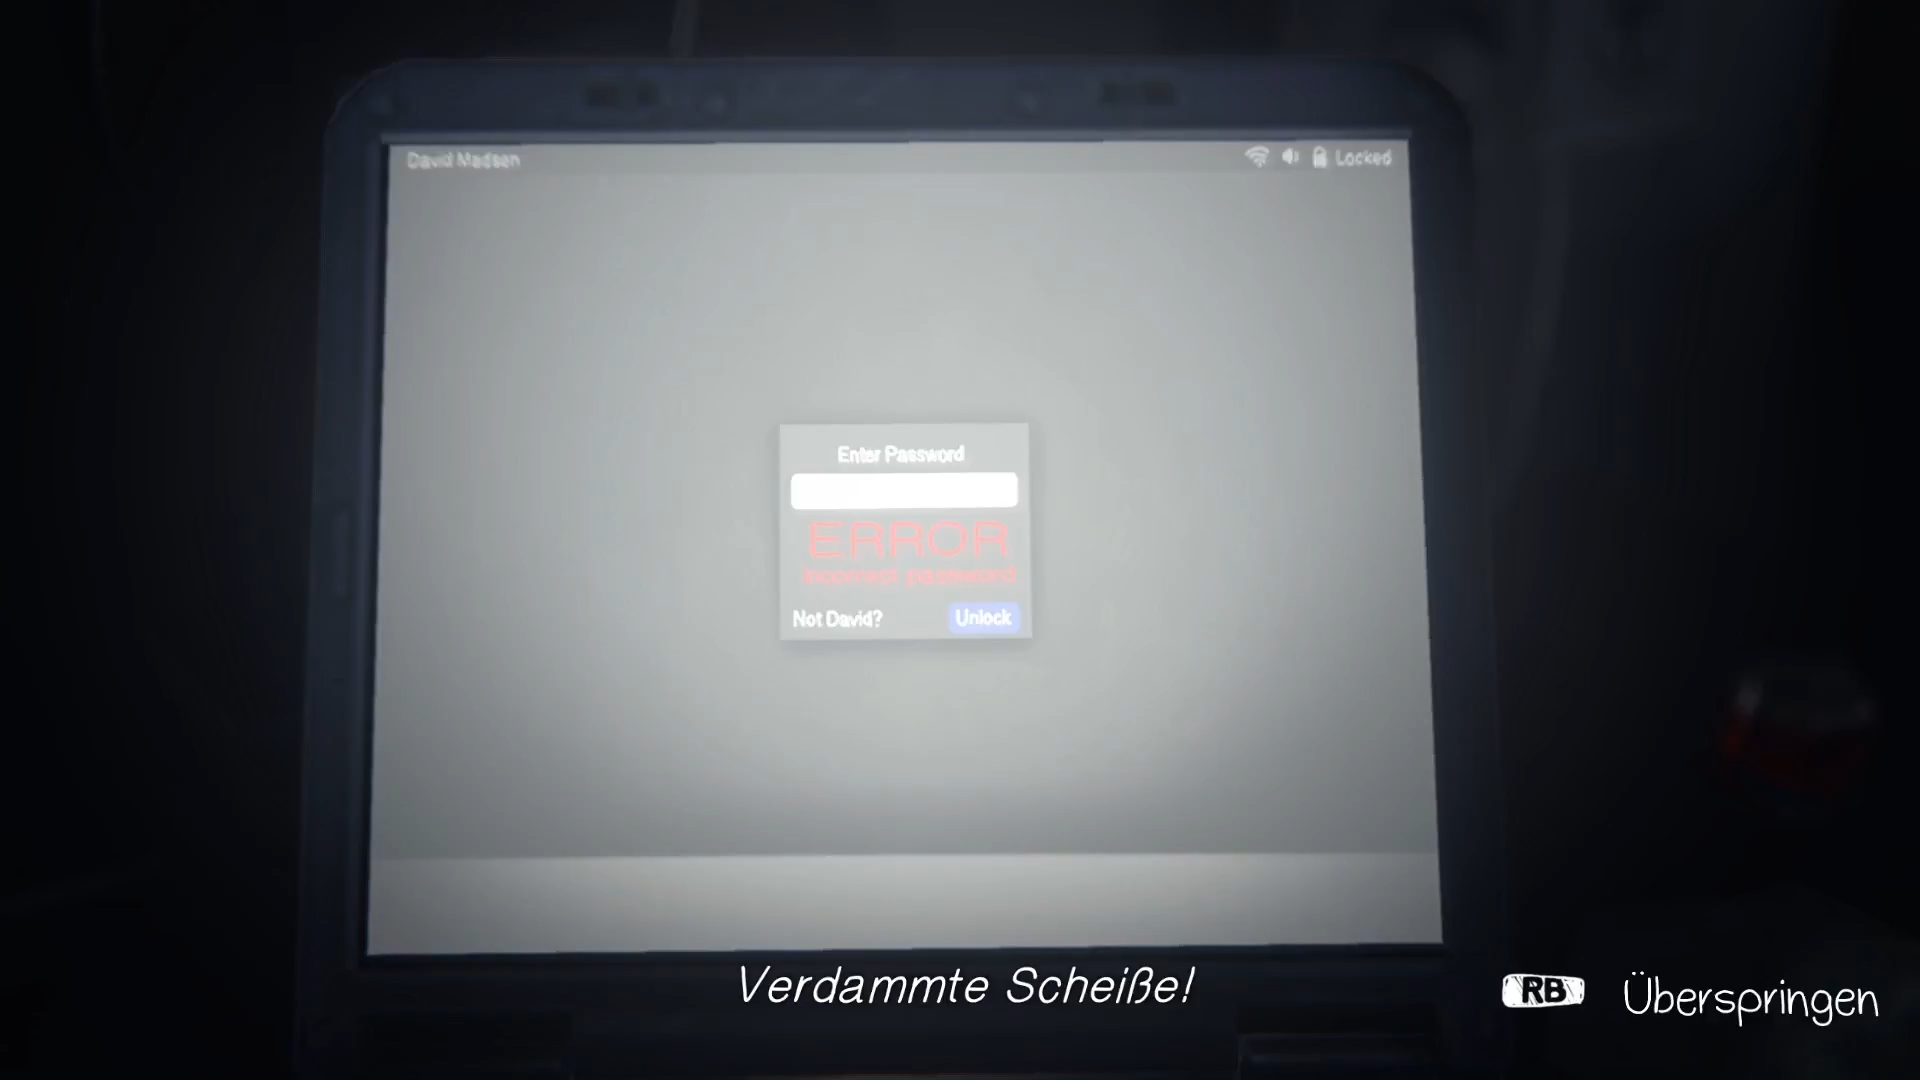 David Madsen
Locked
Enter Password
ERROR
incorrect password
Not David?
Unlock
Verdammte Scheiße!
RB Überspringen